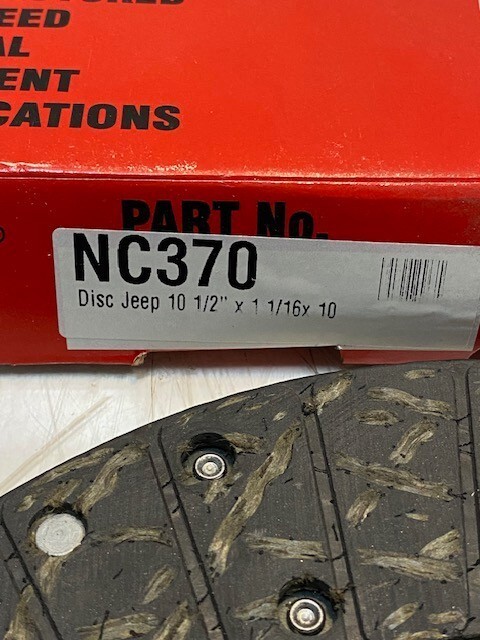 EED
AL
ENT
CATIONS
PART No.
NC370
Disc Jeep 10 1/2" x 1 1/16x 10